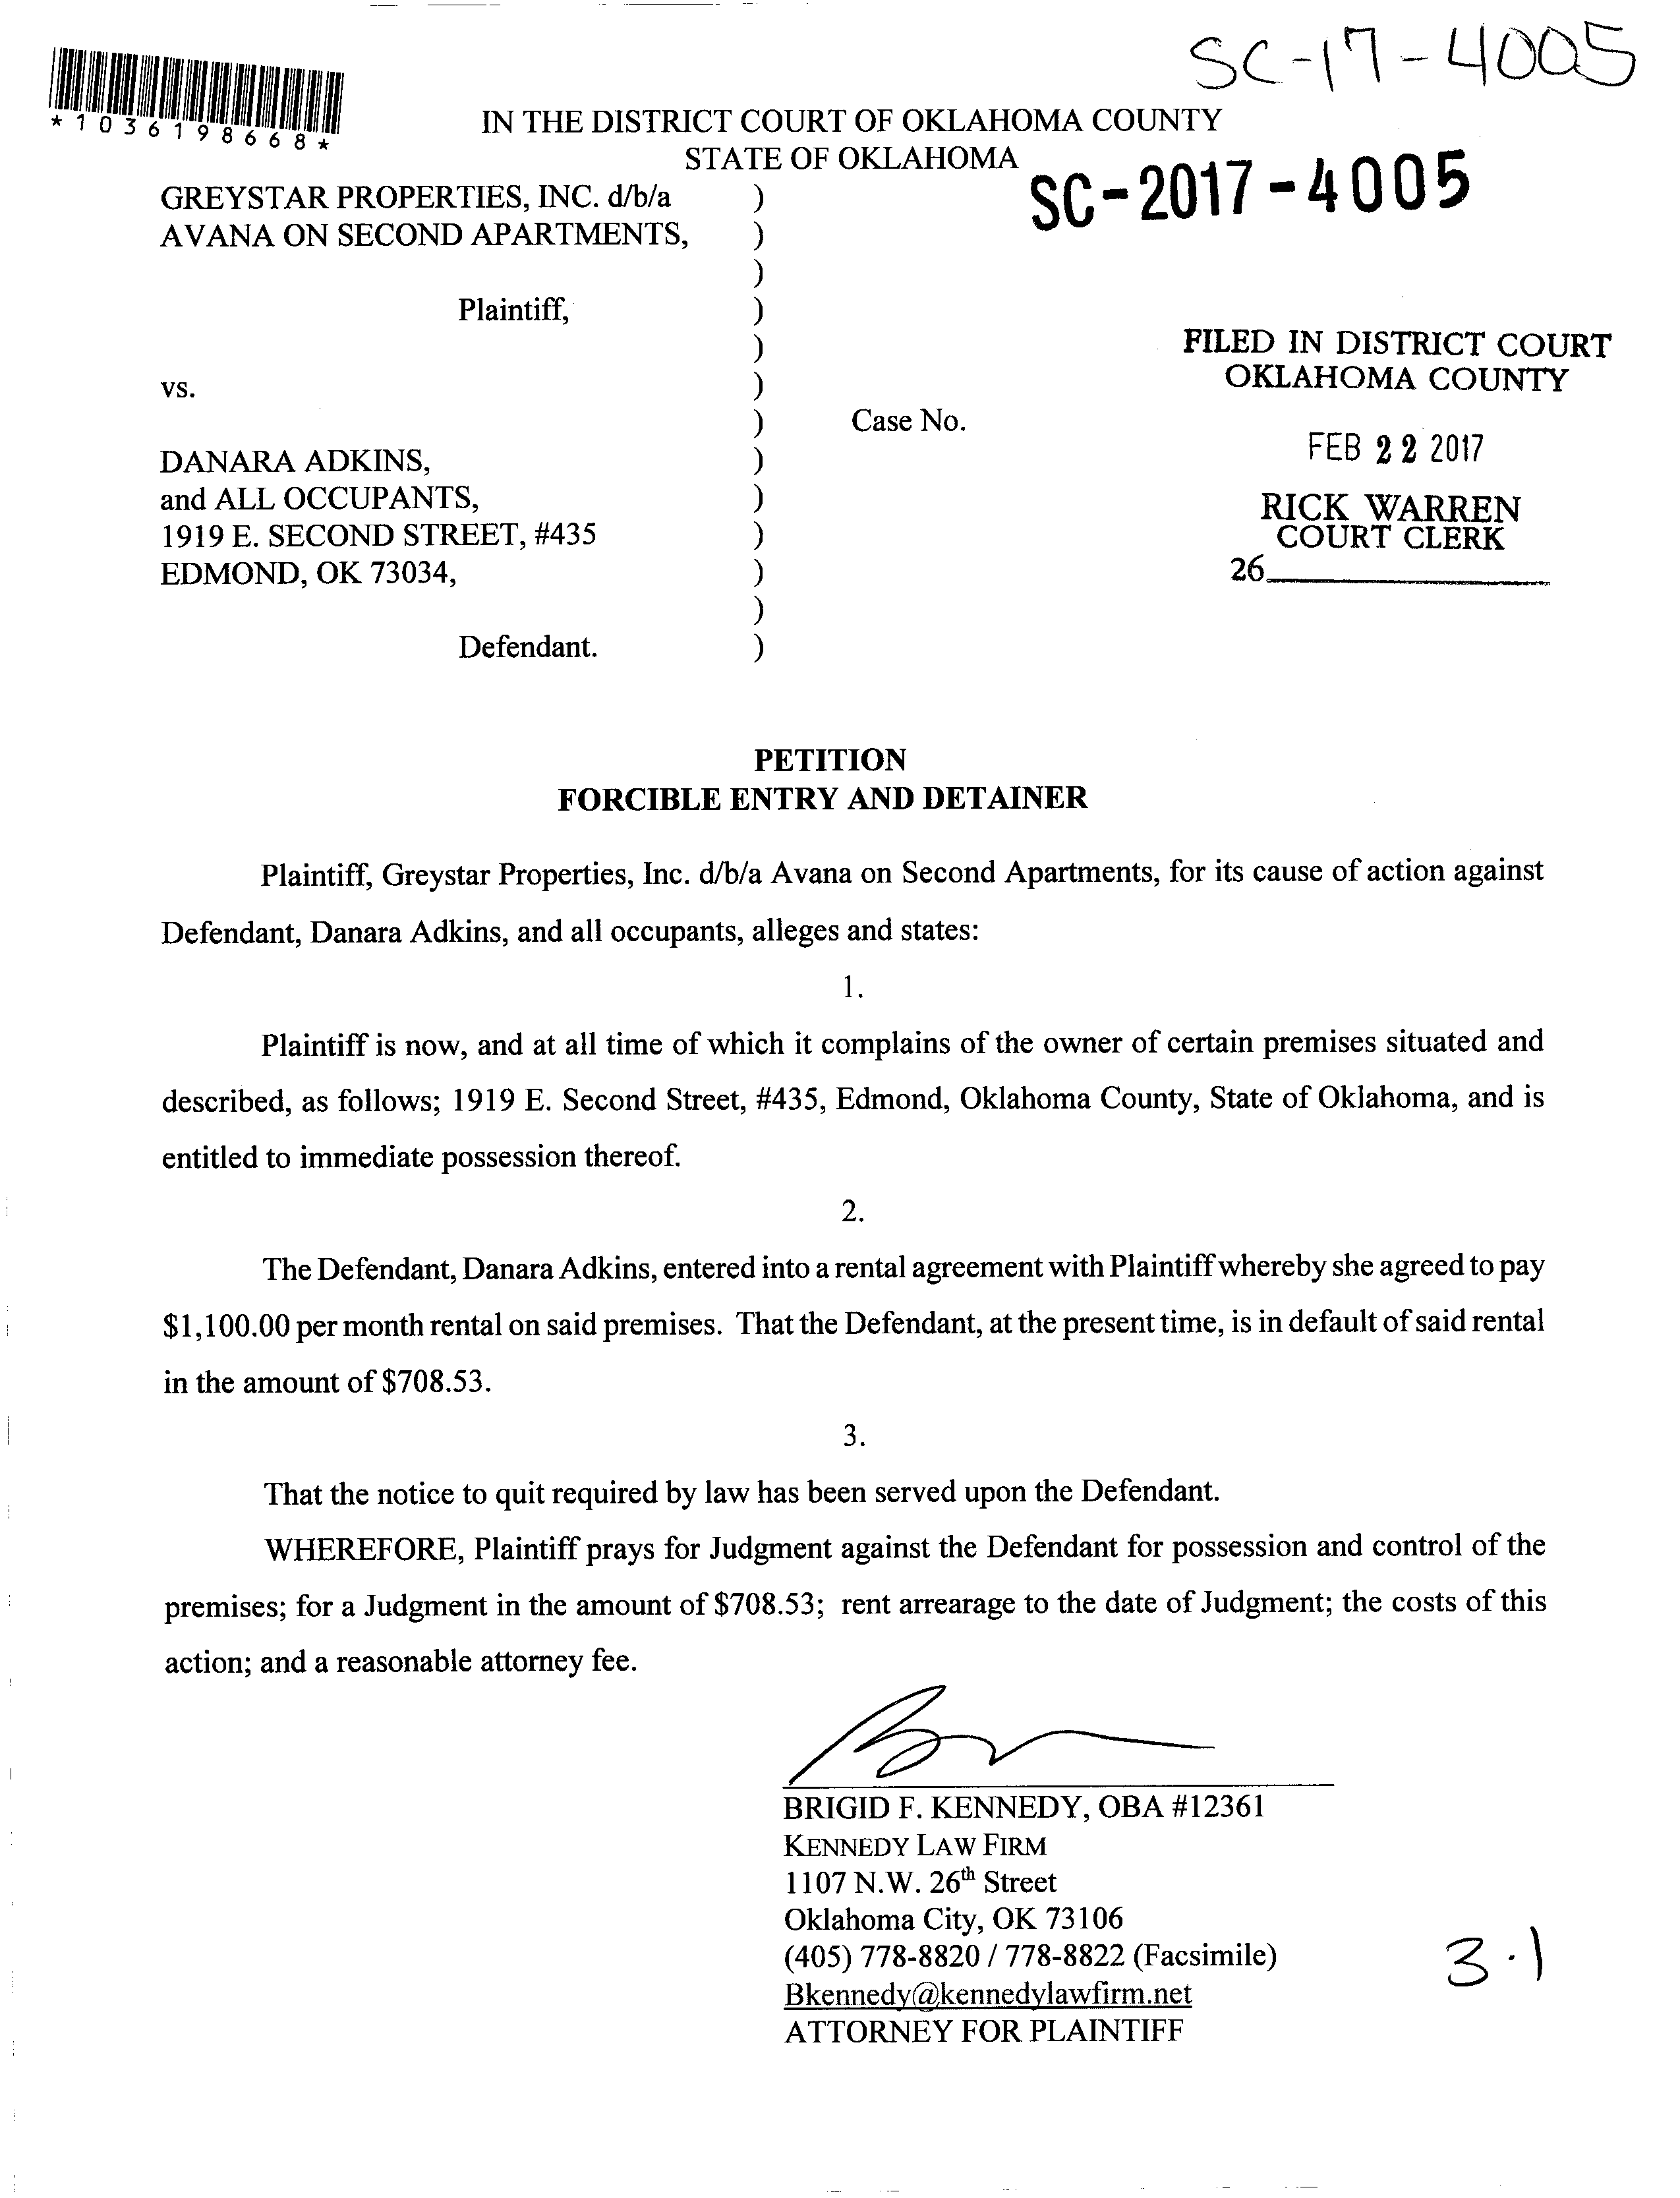 SC-17-4005
*1036198668*
IN THE DISTRICT COURT OF OKLAHOMA COUNTY
STATE OF OKLAHOMA
SC-2017-4005
GREYSTAR PROPERTIES, INC. d/b/a )
AVANA ON SECOND APARTMENTS, )
)
Plaintiff, )
)
FILED IN DISTRICT COURT
OKLAHOMA COUNTY
vs. )
) Case No.
FEB 22 2017
DANARA ADKINS, )
and ALL OCCUPANTS, )
RICK WARREN
COURT CLERK
1919 E. SECOND STREET, #435 )
EDMOND, OK 73034, )
26
)
Defendant. )
PETITION
FORCIBLE ENTRY AND DETAINER
Plaintiff, Greystar Properties, Inc. d/b/a Avana on Second Apartments, for its cause of action against
Defendant, Danara Adkins, and all occupants, alleges and states:
1.
Plaintiff is now, and at all time of which it complains of the owner of certain premises situated and
described, as follows; 1919 E. Second Street, #435, Edmond, Oklahoma County, State of Oklahoma, and is
entitled to immediate possession thereof.
2.
The Defendant, Danara Adkins, entered into a rental agreement with Plaintiff whereby she agreed to pay
$1,100.00 per month rental on said premises. That the Defendant, at the present time, is in default of said rental
in the amount of $708.53.
3.
That the notice to quit required by law has been served upon the Defendant.
WHEREFORE, Plaintiff prays for Judgment against the Defendant for possession and control of the
premises; for a Judgment in the amount of $708.53; rent arrearage to the date of Judgment; the costs of this
action; and a reasonable attorney fee.
BRIGID F. KENNEDY, OBA #12361
KENNEDY LAW FIRM
1107 N.W. 26th Street
Oklahoma City, OK 73106
(405) 778-8820 / 778-8822 (Facsimile)
Bkennedy@kennedylawfirm.net
ATTORNEY FOR PLAINTIFF
3.1